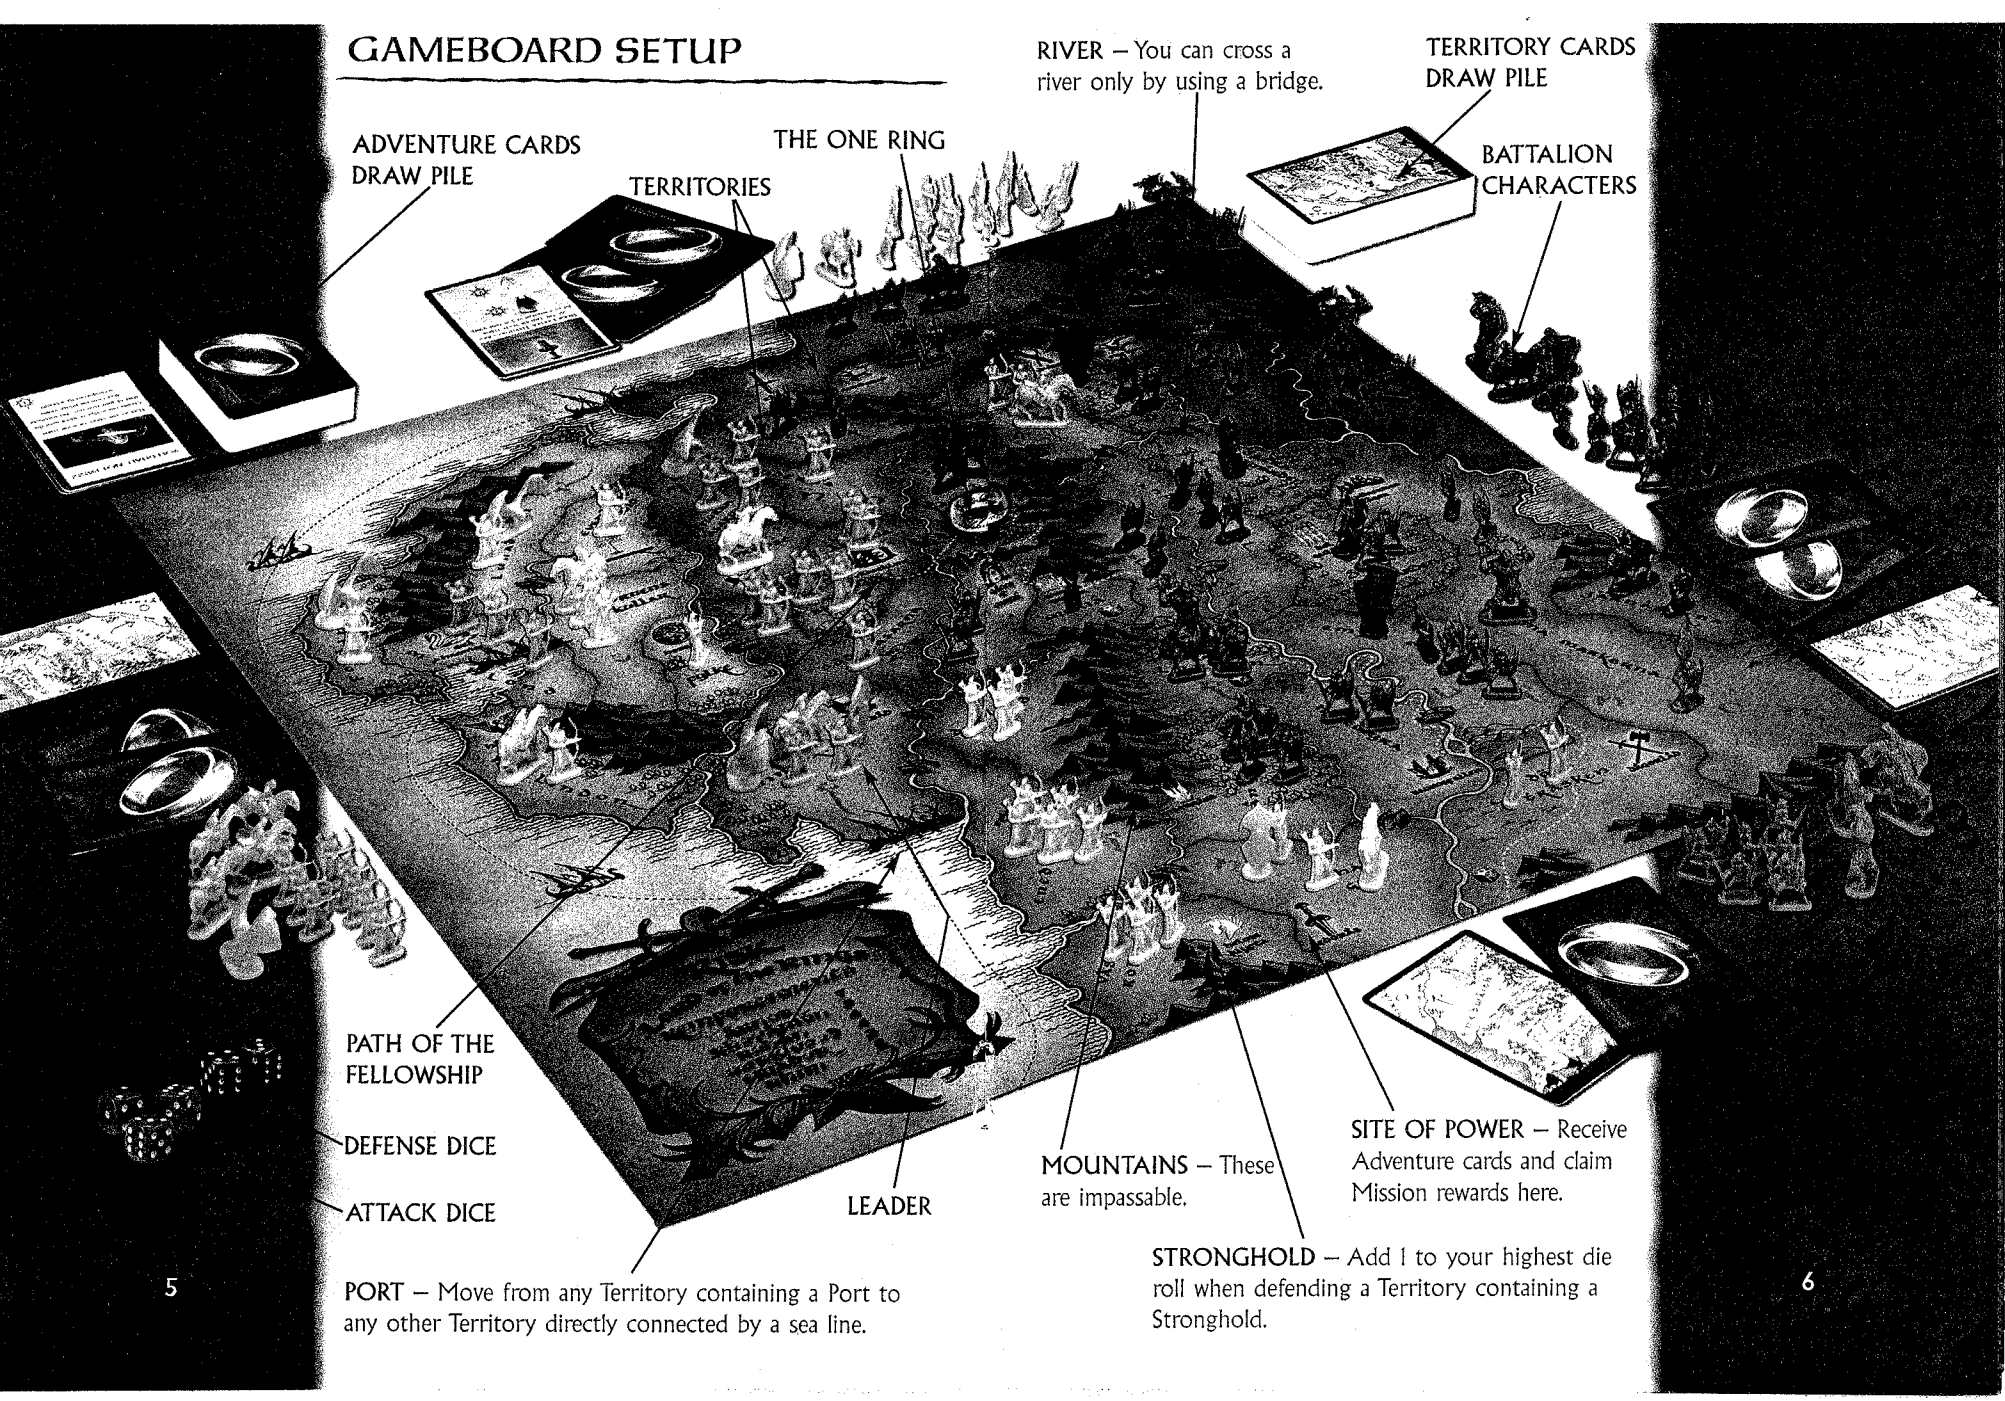 GAMEBOARD SETUP
RIVER – You can cross a
river only by using a bridge.
TERRITORY CARDS
DRAW PILE
ADVENTURE CARDS
DRAW PILE
THE ONE RING
TERRITORIES
BATTALION
CHARACTERS
PATH OF THE
FELLOWSHIP
DEFENSE DICE
ATTACK DICE
LEADER
MOUNTAINS – These
are impassable.
SITE OF POWER – Receive
Adventure cards and claim
Mission rewards here.
STRONGHOLD – Add 1 to your highest die
roll when defending a Territory containing a
Stronghold.
PORT – Move from any Territory containing a Port to
any other Territory directly connected by a sea line.
5
6